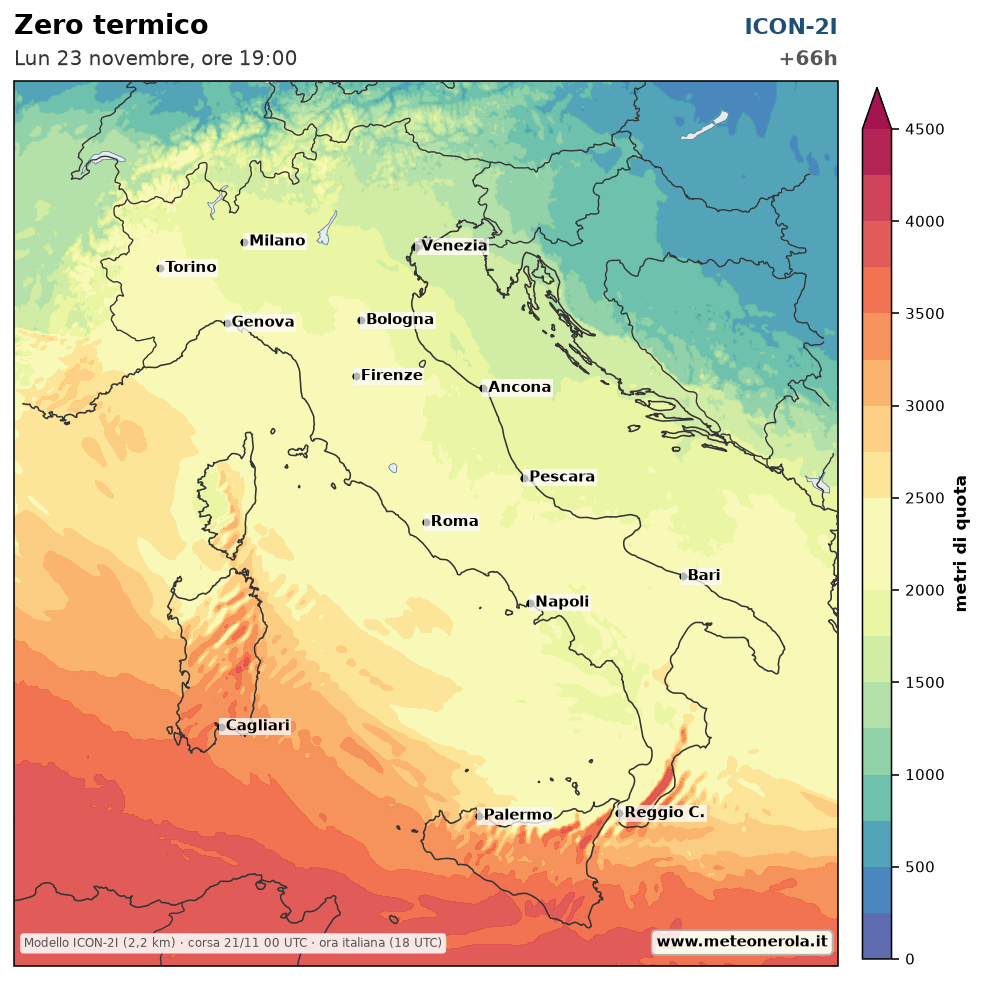 Zero termico
ICON-2I
Lun 23 novembre, ore 19:00
+66h
Milano
Venezia
Torino
Genova
Bologna
Firenze
Ancona
Pescara
Roma
Bari
Napoli
Cagliari
Palermo
Reggio C.
4500
4000
3500
3000
2500
2000
1500
1000
500
0
metri di quota
Modello ICON-2I (2,2 km) · corsa 21/11 00 UTC · ora italiana (18 UTC)
www.meteonerola.it